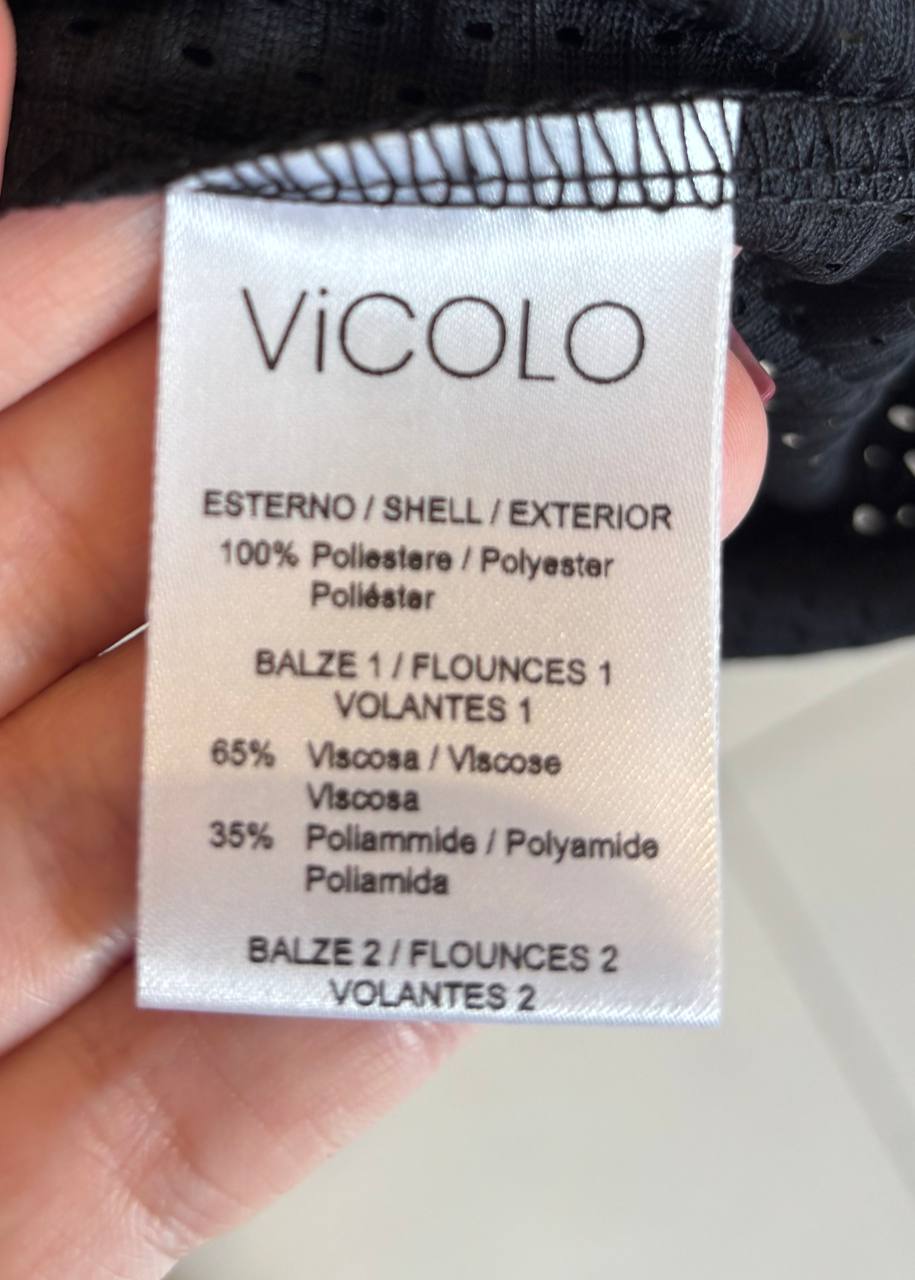 ViCOLO
ESTERNO / SHELL / EXTERIOR
100% Poliestere / Polyester
Poliéster
BALZE 1 / FLOUNCES 1
VOLANTES 1
65% Viscosa / Viscose
Viscosa
35% Poliammide / Polyamide
Poliamida
BALZE 2 / FLOUNCES 2
VOLANTES 2